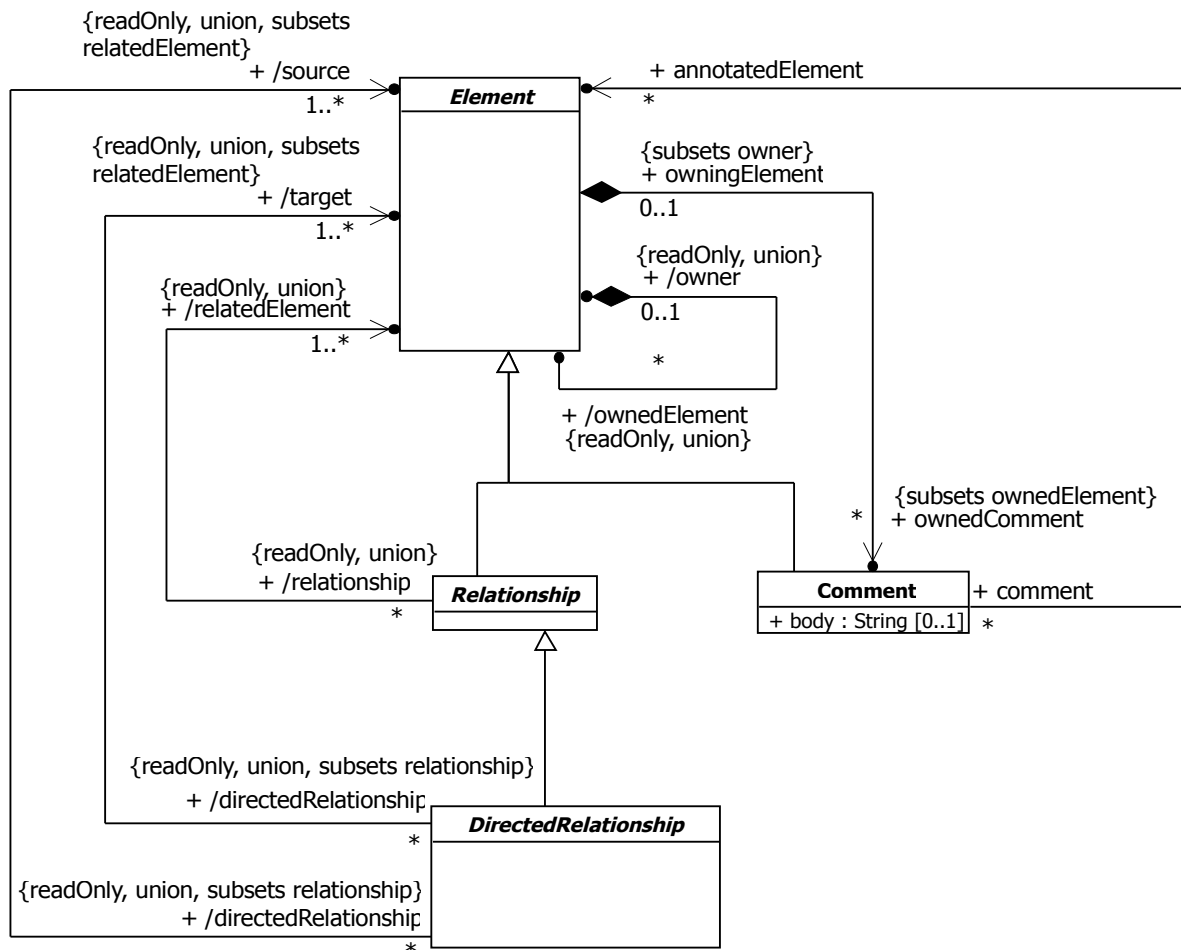 {readOnly, union, subsets
relatedElement}
+ /source
1..*
Element
+ annotatedElement
*
{readOnly, union, subsets
relatedElement}
+ /target
1..*
{subsets owner}
+ owningElement
0..1
{readOnly, union}
+ /owner
0..1
{readOnly, union}
+ /relatedElement
1..*
*
+ /ownedElement
{readOnly, union}
{subsets ownedElement}
+ ownedComment
*
{readOnly, union}
+ /relationship
*
Relationship
Comment
+ body : String [0..1]
+ comment
*
{readOnly, union, subsets relationship}
+ /directedRelationship
*
DirectedRelationship
{readOnly, union, subsets relationship}
+ /directedRelationship
*